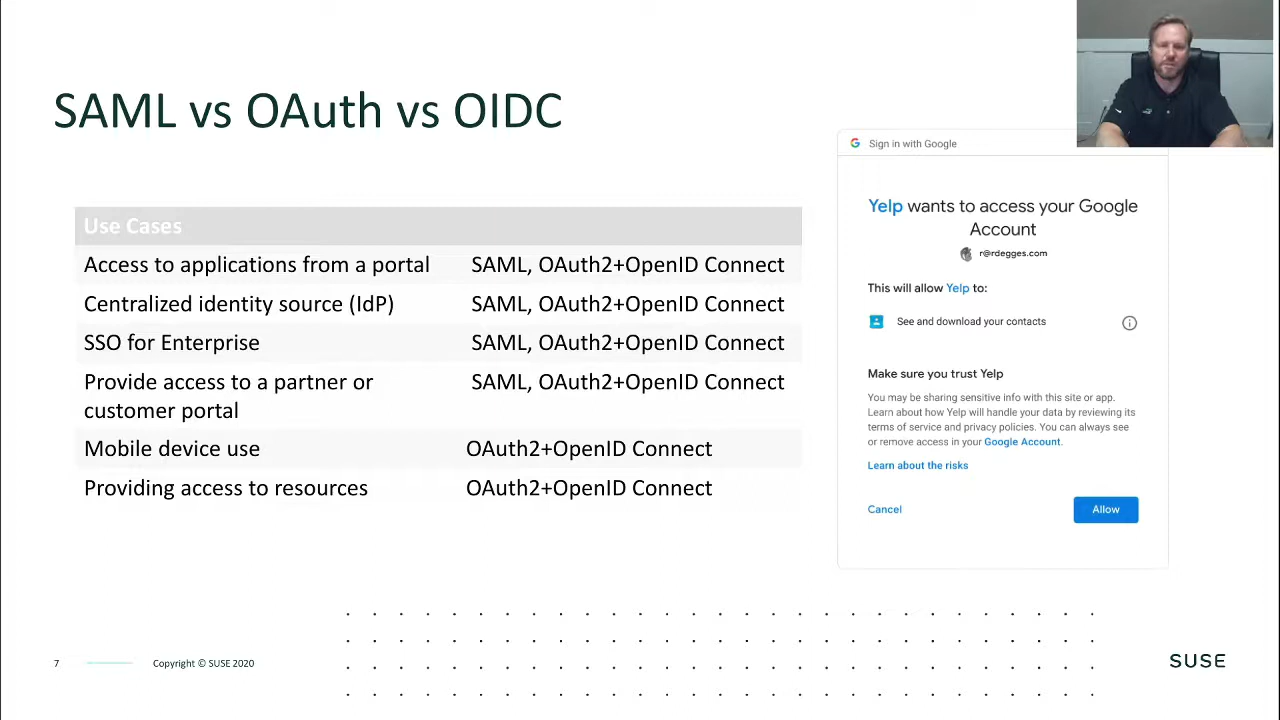 SAML vs OAuth vs OIDC
Use Cases
Access to applications from a portal SAML, OAuth2+OpenID Connect
Centralized identity source (IdP) SAML, OAuth2+OpenID Connect
SSO for Enterprise SAML, OAuth2+OpenID Connect
Provide access to a partner or SAML, OAuth2+OpenID Connect
customer portal
Mobile device use OAuth2+OpenID Connect
Providing access to resources OAuth2+OpenID Connect
Sign in with Google
Yelp wants to access your Google
Account
r@rdegges.com
This will allow Yelp to:
See and download your contacts
Make sure you trust Yelp
You may be sharing sensitive info with this site or app.
Learn about how Yelp will handle your data by reviewing its
terms of service and privacy policies. You can always see
or remove access in your Google Account.
Learn about the risks
Cancel Allow
7 Copyright © SUSE 2020
SUSE